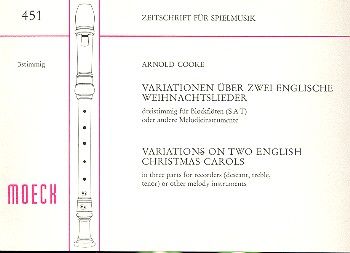 451
ZEITSCHRIFT FÜR SPIELMUSIK
3stimmig
ARNOLD COOKE
VARIATIONEN ÜBER ZWEI ENGLISCHE
WEIHNACHTSLIEDER
dreistimmig für Blockflöten (S A T)
oder andere Melodieinstrumente
VARIATIONS ON TWO ENGLISH
CHRISTMAS CAROLS
in three parts for recorders (descant, treble,
tenor) or other melody instruments
MOECK